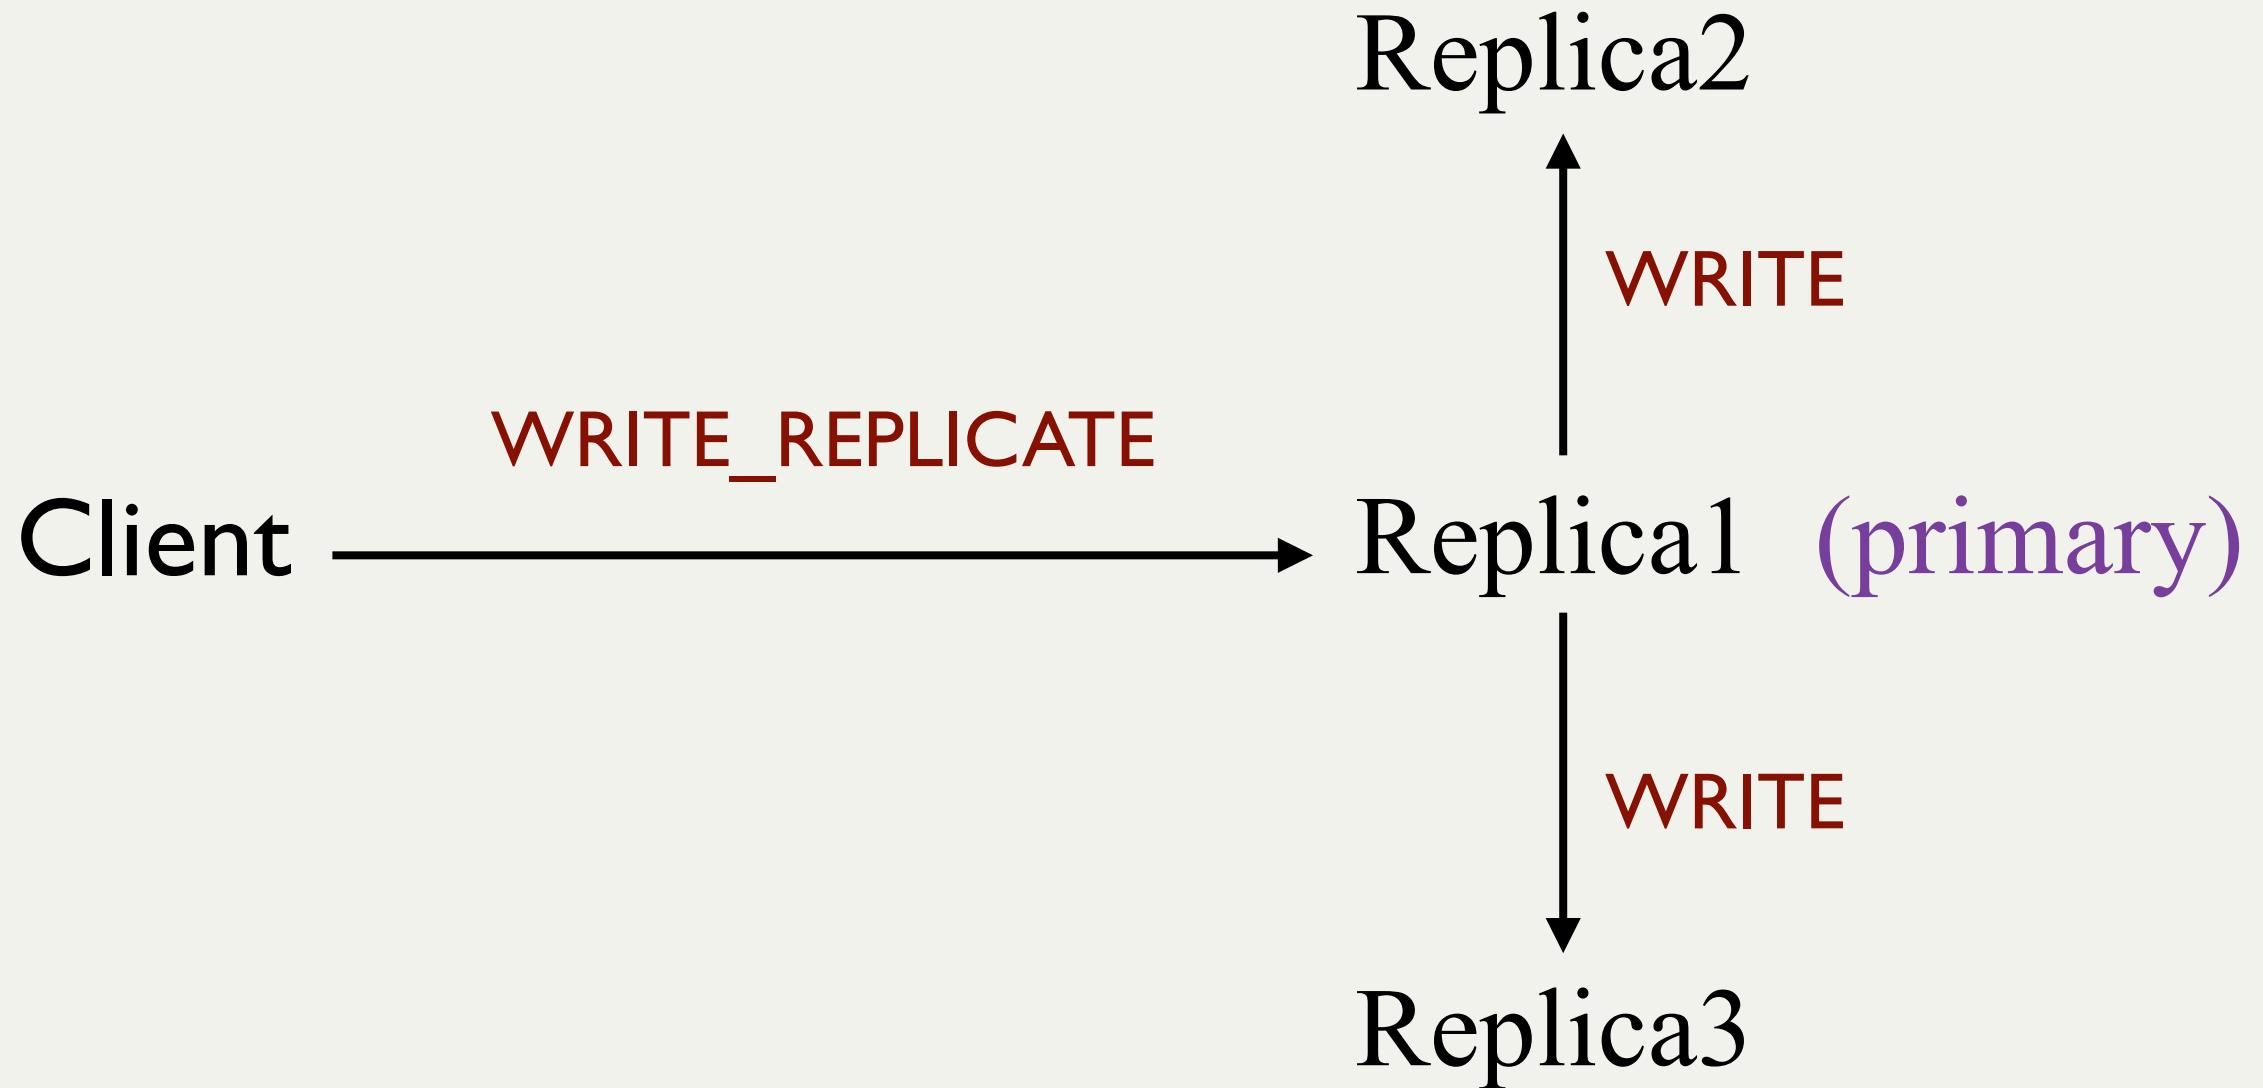 Replica2
WRITE
WRITE_REPLICATE
Client
Replica1 (primary)
WRITE
Replica3